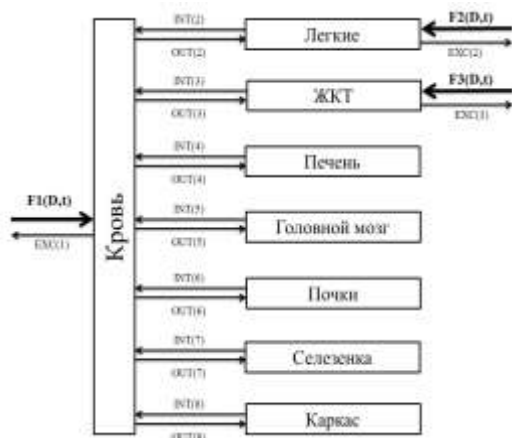 INT(2)
Легкие
F2(D,t)
OUT(2)
EXC(2)
INT(3)
ЖКТ
F3(D,t)
OUT(3)
EXC(3)
INT(4)
Печень
OUT(4)
F1(D,t)
EXC(1)
Кровь
INT(5)
Головной мозг
OUT(5)
INT(6)
Почки
OUT(6)
INT(7)
Селезенка
OUT(7)
INT(8)
Каркас
OUT(8)